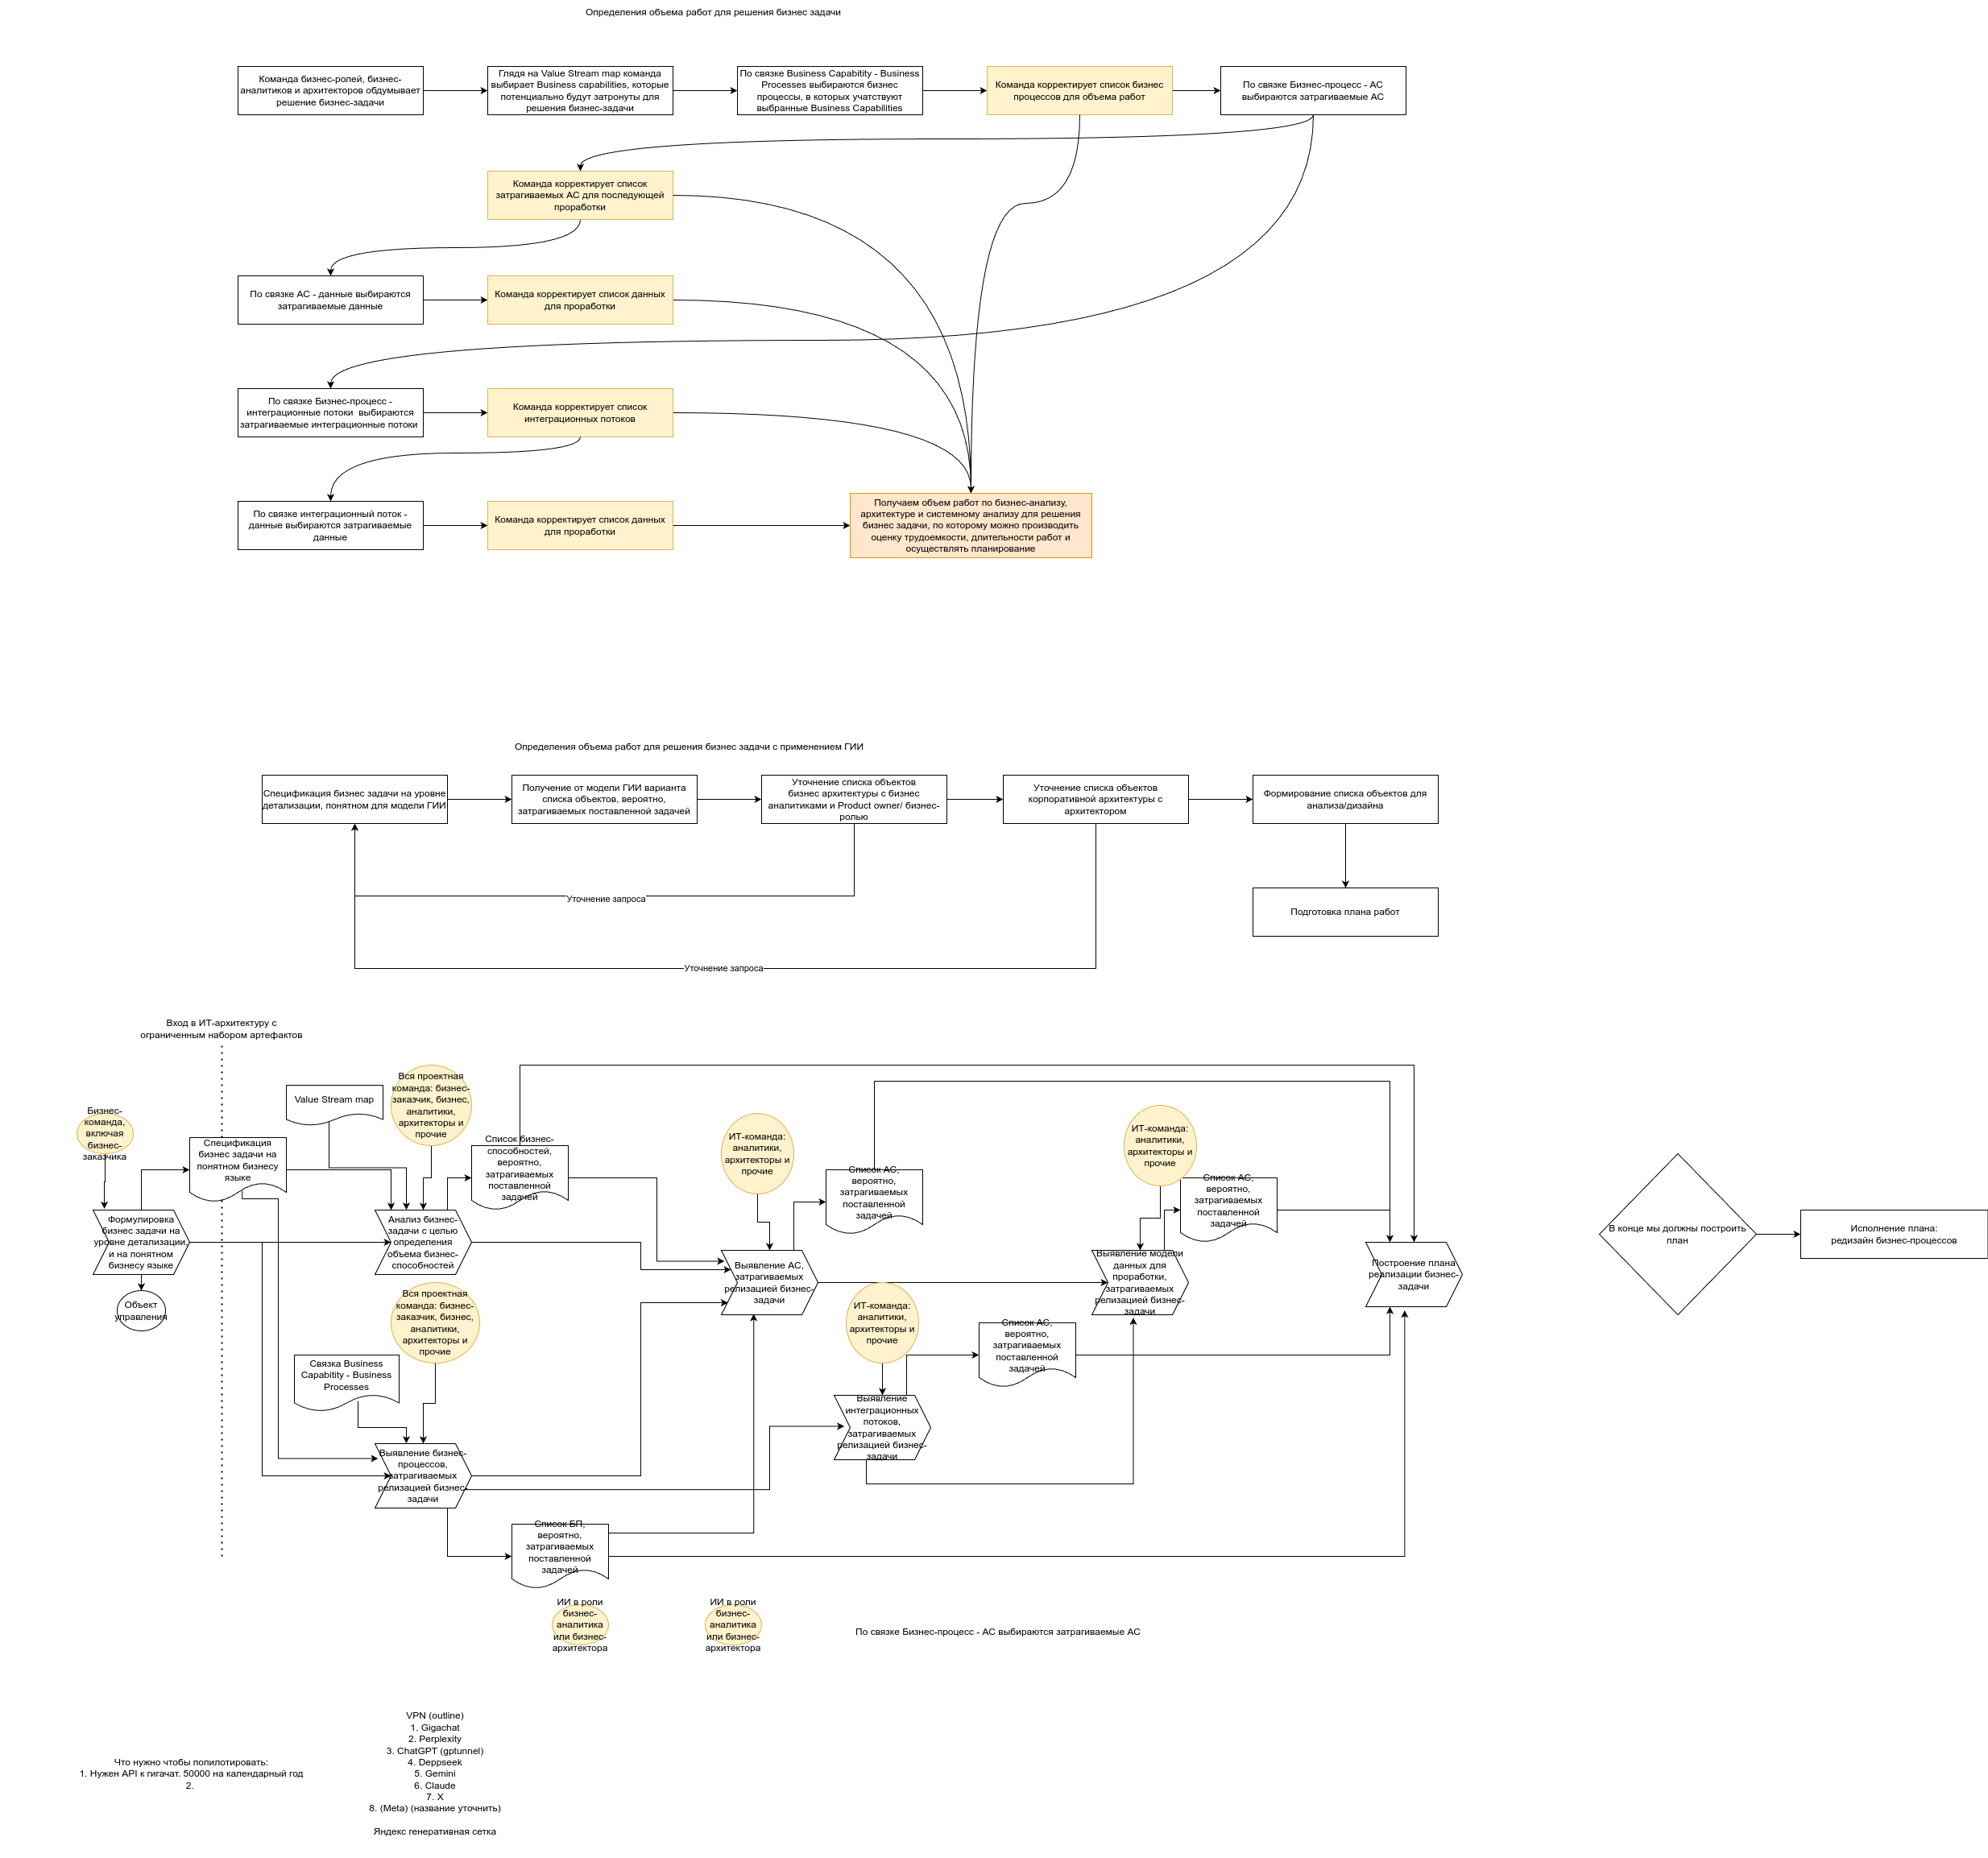 Определения объема работ для решения бизнес задачи
Команда бизнес-ролей, бизнес-
аналитиков и архитекторов обдумывает
решение бизнес-задачи
Глядя на Value Stream map команда
выбирает Business capabilities, которые
потенциально будут затронуты для
решения бизнес-задачи
По связке Business Capabitity - Business
Processes выбираются бизнес
процессы, в которых учатствуют
выбранные Business Capabilities
Команда корректирует список бизнес
процессов для объема работ
По связке Бизнес-процесс - АС
выбираются затрагиваемые АС
Команда корректирует список
затрагиваемых АС для последующей
проработки
По связке АС - данные выбираются
затрагиваемые данные
Команда корректирует список данных
для проработки
По связке Бизнес-процесс -
интеграционные потоки выбираются
затрагиваемые интеграционные потоки
Команда корректирует список
интеграционных потоков
По связке интеграционный поток -
данные выбираются затрагиваемые
данные
Команда корректирует список данных
для проработки
Получаем объем работ по бизнес-анализу,
архитектуре и системному анализу для решения
бизнес задачи, по которому можно производить
оценку трудоемкости, длительности работ и
осуществлять планирование
Определения объема работ для решения бизнес задачи с применением ГИИ
Спецификация бизнес задачи на уровне
детализации, понятном для модели ГИИ
Получение от модели ГИИ варианта
списка объектов, вероятно,
затрагиваемых поставленной задачей
Уточнение списка объектов
бизнес архитектуры с бизнес
аналитиками и Product owner/ бизнес-
ролью
Уточнение списка объектов
корпоративной архитектуры с
архитектором
Формирование списка объектов для
анализа/дизайна
Подготовка плана работ
Уточнение запроса
Уточнение запроса
Вход в ИТ-архитектуру с
ограниченным набором артефактов
Бизнес-
команда,
включая
бизнес-
заказчика
Спецификация
бизнес задачи на
понятном бизнесу
языке
Value Stream map
Вся проектная
команда: бизнес-
заказчик, бизнес,
аналитики,
архитекторы и
прочие
Список бизнес-
способностей,
вероятно,
затрагиваемых
поставленной
задачей
Формулировка
бизнес задачи на
уровне детализации,
и на понятном
бизнесу языке
Объект
управления
Анализ бизнес-
задачи с целью
определения
объема бизнес-
способностей
Вся проектная
команда: бизнес-
заказчик, бизнес,
аналитики,
архитекторы и
прочие
Связка Business
Capabitity - Business
Processes
Выявление бизнес-
процессов,
затрагиваемых
релизацией бизнес-
задачи
Список БП,
вероятно,
затрагиваемых
поставленной
задачей
ИТ-команда:
аналитики,
архитекторы и
прочие
Список АС,
вероятно,
затрагиваемых
поставленной
задачей
Выявление АС,
затрагиваемых
релизацией бизнес-
задачи
ИТ-команда:
аналитики,
архитекторы и
прочие
Список АС,
вероятно,
затрагиваемых
поставленной
задачей
Выявление
интеграционных
потоков,
затрагиваемых
релизацией бизнес-
задачи
ИТ-команда:
аналитики,
архитекторы и
прочие
Список АС,
вероятно,
затрагиваемых
поставленной
задачей
Выявление модели
данных для
проработки,
затрагиваемых
релизацией бизнес-
задачи
Построение плана
реализации бизнес-
задачи
В конце мы должны построить
план
Исполнение плана:
редизайн бизнес-процессов
ИИ в роли
бизнес-
аналитика
или бизнес-
архитектора
ИИ в роли
бизнес-
аналитика
или бизнес-
архитектора
По связке Бизнес-процесс - АС выбираются затрагиваемые АС
Что нужно чтобы попилотировать:
1. Нужен API к гигачат. 50000 на календарный год
2.
VPN (outline)
1. Gigachat
2. Perplexity
3. ChatGPT (gptunnel)
4. Deppseek
5. Gemini
6. Claude
7. X
8. (Meta) (название уточнить)
Яндекс генеративная сетка